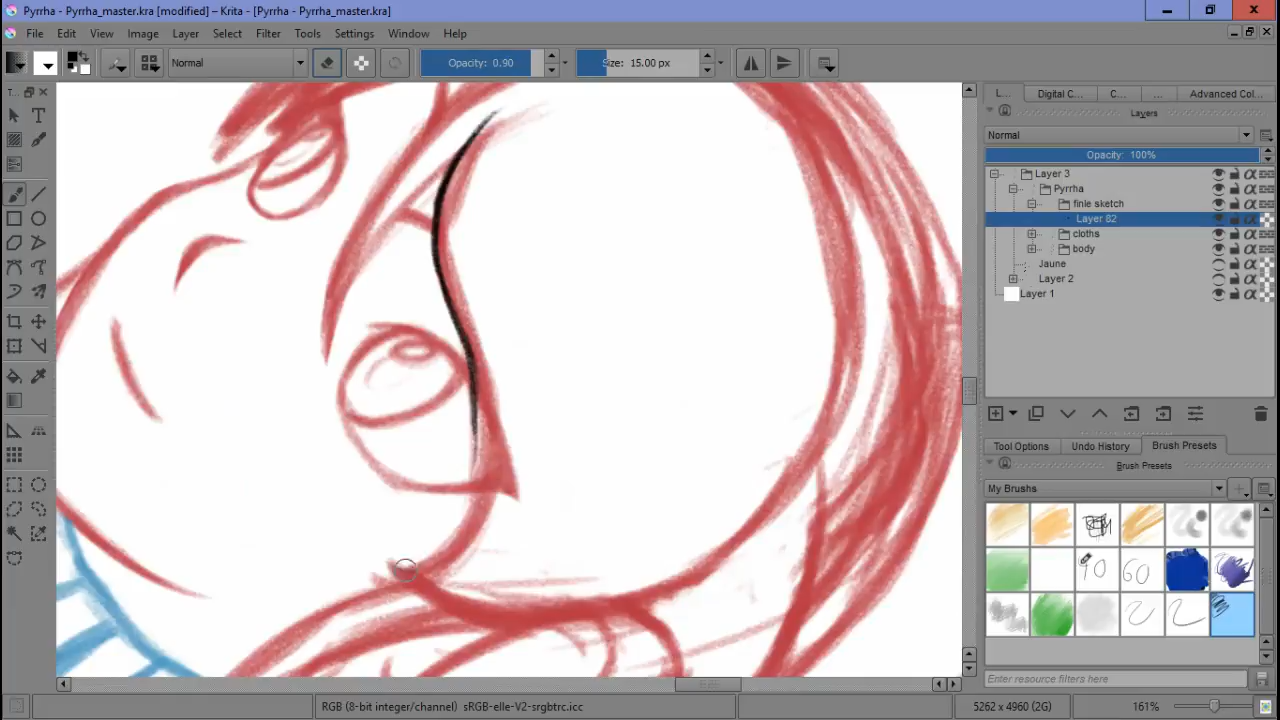 Pyrrha - Pyrrha_master.kra [modified] – Krita - [Pyrrha - Pyrrha_master.kra]
File Edit View Image Layer Select Filter Tools Settings Window Help
Normal Opacity: 0.90 Size: 15.00 px
T... L... Digital C... C... ... Advanced Col...
Layers
Normal
Opacity: 100%
Layer 3
Pyrrha
finle sketch
Layer 82
cloths
body
Jaune
Layer 2
Layer 1
Tool Options Undo History Brush Presets
Brush Presets
My Brushes
10 60
Enter resource filters here
RGB (8-bit integer/channel) sRGB-elle-V2-srgbtrc.icc 5262 x 4960 (2G) 161%